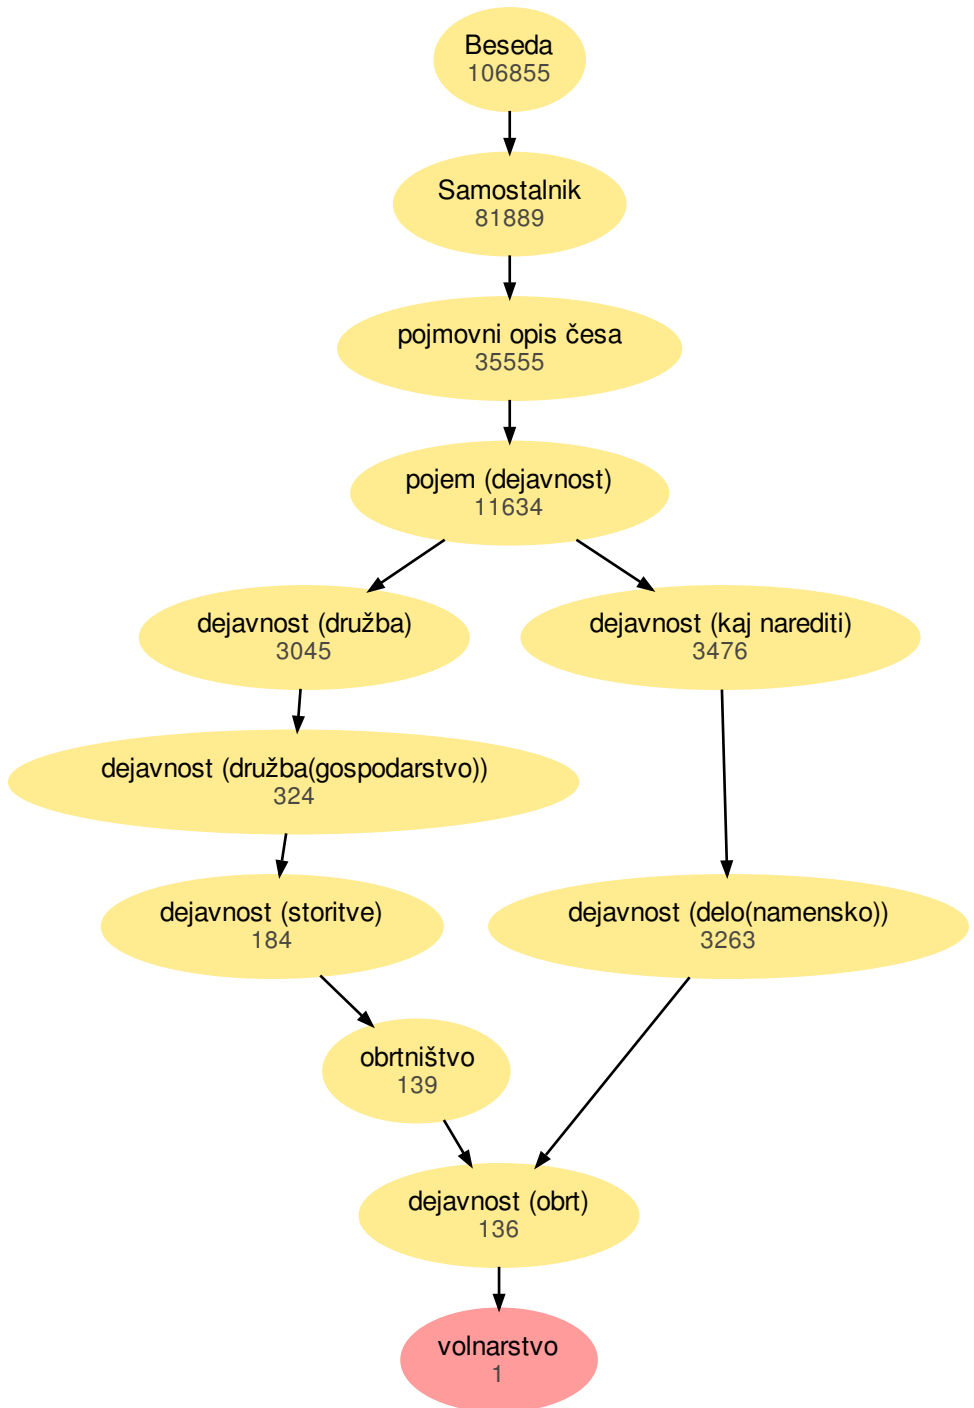 Beseda
106855
Samostalnik
81889
pojmovni opis česa
35555
pojem (dejavnost)
11634
dejavnost (družba)
3045
dejavnost (kaj narediti)
3476
dejavnost (družba(gospodarstvo))
324
dejavnost (storitve)
184
dejavnost (delo(namensko))
3263
obrtništvo
139
dejavnost (obrt)
136
volnarstvo
1